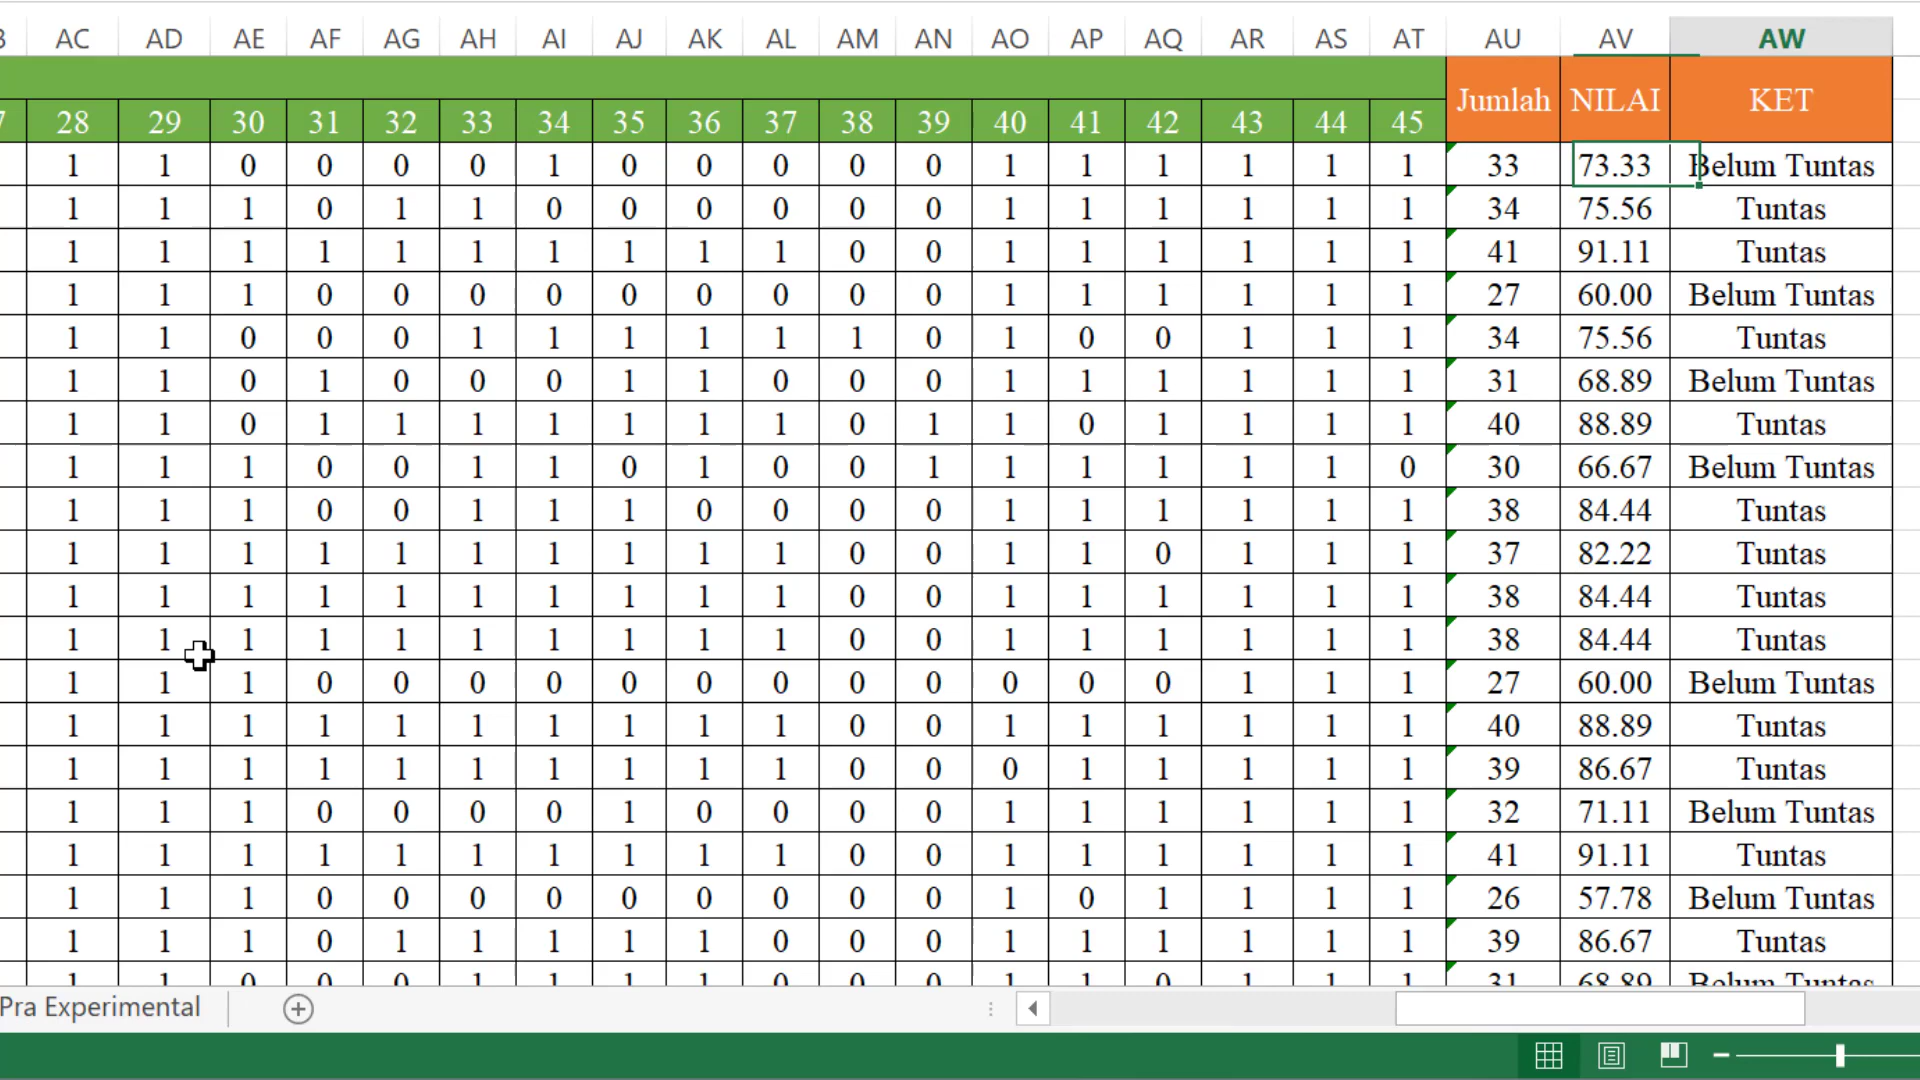 AC AD AE AF AG AH AI AJ AK AL AM AN AO AP AQ AR AS AT AU AV AW
Jumlah NILAI KET
28 29 30 31 32 33 34 35 36 37 38 39 40 41 42 43 44 45
1 1 0 0 0 0 1 0 0 0 0 0 1 1 1 1 1 1 33 73.33 Belum Tuntas
1 1 1 0 1 1 0 0 0 0 0 0 1 1 1 1 1 1 34 75.56 Tuntas
1 1 1 1 1 1 1 1 1 1 0 0 1 1 1 1 1 1 41 91.11 Tuntas
1 1 1 0 0 0 0 0 0 0 0 0 1 1 1 1 1 1 27 60.00 Belum Tuntas
1 1 0 0 0 1 1 1 1 1 1 0 1 0 0 1 1 1 34 75.56 Tuntas
1 1 0 1 0 0 0 1 1 0 0 0 1 1 1 1 1 1 31 68.89 Belum Tuntas
1 1 0 1 1 1 1 1 1 1 0 1 1 0 1 1 1 1 40 88.89 Tuntas
1 1 1 0 0 1 1 0 1 0 0 1 1 1 1 1 1 0 30 66.67 Belum Tuntas
1 1 1 0 0 1 1 1 0 0 0 0 1 1 1 1 1 1 38 84.44 Tuntas
1 1 1 1 1 1 1 1 1 1 0 0 1 1 0 1 1 1 37 82.22 Tuntas
1 1 1 1 1 1 1 1 1 1 0 0 1 1 1 1 1 1 38 84.44 Tuntas
1 1 1 1 1 1 1 1 1 1 0 0 1 1 1 1 1 1 38 84.44 Tuntas
1 1 1 0 0 0 0 0 0 0 0 0 0 0 0 1 1 1 27 60.00 Belum Tuntas
1 1 1 1 1 1 1 1 1 1 0 0 1 1 1 1 1 1 40 88.89 Tuntas
1 1 1 1 1 1 1 1 1 1 0 0 0 1 1 1 1 1 39 86.67 Tuntas
1 1 1 0 0 0 0 1 0 0 0 0 1 1 1 1 1 1 32 71.11 Belum Tuntas
1 1 1 1 1 1 1 1 1 1 0 0 1 1 1 1 1 1 41 91.11 Tuntas
1 1 1 0 0 0 0 0 0 0 0 0 1 0 1 1 1 1 26 57.78 Belum Tuntas
1 1 1 0 1 1 1 1 1 0 0 0 1 1 1 1 1 1 39 86.67 Tuntas
1 1 0 0 0 1 1 1 1 0 0 0 1 1 0 1 1 1 31 68.89 Belum Tuntas
Pra Experimental